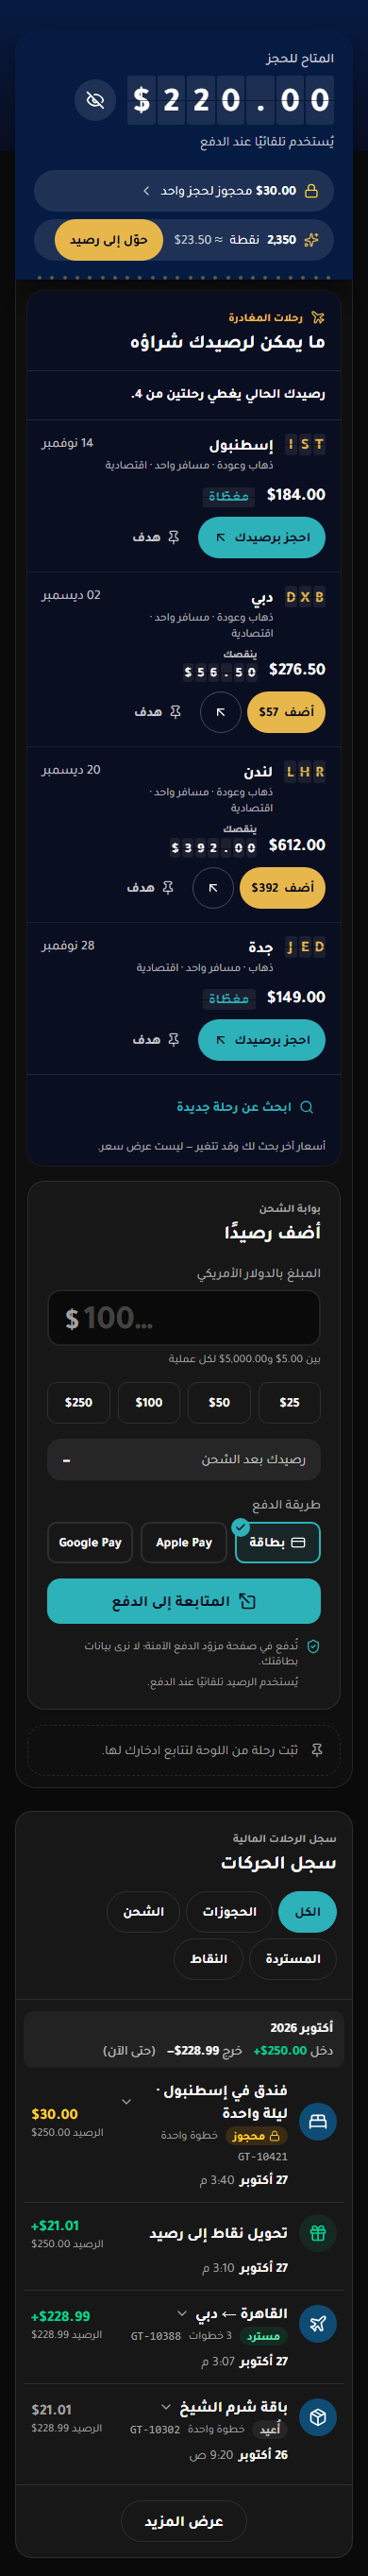 المتاح للحجز
$220.00
يُستخدم تلقائيًا عند الدفع
$30.00 محجوز لحجز واحد
2,350 نقطة ≈ $23.50 حوّل إلى رصيد
رحلات المغادرة
ما يمكن لرصيدك شراؤه
رصيدك الحالي يغطي رحلتين من 4.
IST إسطنبول 14 نوفمبر
ذهاب وعودة · مسافر واحد · اقتصادية
$184.00 مغطّاة
احجز برصيدك هدف
DXB دبي 02 ديسمبر
ذهاب وعودة · مسافر واحد ·
اقتصادية
ينقصك
$276.50 $56.50
أضف $57 هدف
LHR لندن 20 ديسمبر
ذهاب وعودة · مسافر واحد ·
اقتصادية
ينقصك
$612.00 $392.00
أضف $392 هدف
JED جدة 28 نوفمبر
ذهاب · مسافر واحد · اقتصادية
$149.00 مغطّاة
احجز برصيدك هدف
ابحث عن رحلة جديدة
أسعار آخر بحث لك وقد تتغير – ليست عرض سعر.
بوابة الشحن
أضف رصيدًا
المبلغ بالدولار الأمريكي
$ 100...
بين $5.00 و$5,000.00 لكل عملية
$25 $50 $100 $250
رصيدك بعد الشحن –
طريقة الدفع
بطاقة Apple Pay Google Pay
المتابعة إلى الدفع
تُدفع في صفحة مزوّد الدفع الآمنة: لا نرى بيانات
بطاقتك.
يُستخدم الرصيد تلقائيًا عند الدفع.
ثبّت رحلة من اللوحة لتتابع ادخارك لها.
سجل الرحلات المالية
سجل الحركات
الكل الحجوزات الشحن
المستردة النقاط
أكتوبر 2026
دخل +$250.00 خرج −$228.99 (حتى الآن)
فندق في إسطنبول ·
ليلة واحدة
$30.00
محجوز خطوة واحدة
الرصيد $250.00
GT-10421
27 أكتوبر 3:40 م
تحويل نقاط إلى رصيد
+$21.01
الرصيد $250.00
27 أكتوبر 3:10 م
القاهرة ← دبي
+$228.99
مسترد 3 خطوات GT-10388
الرصيد $228.99
27 أكتوبر 3:07 م
باقة شرم الشيخ
$21.01
أعيد خطوة واحدة GT-10302
الرصيد $228.99
26 أكتوبر 9:20 ص
عرض المزيد